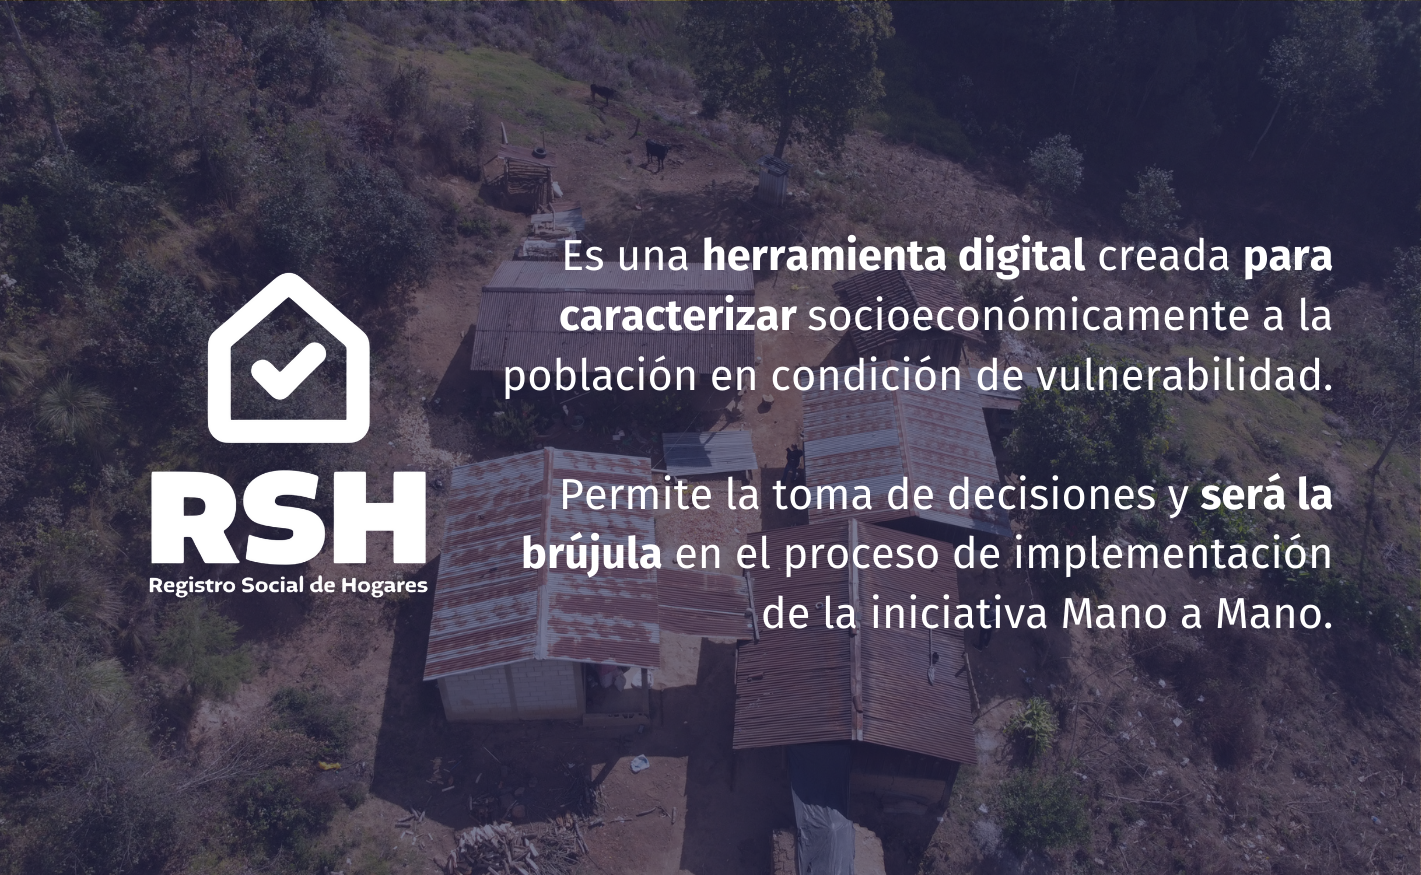 RSH
Registro Social de Hogares
Es una herramienta digital creada para
caracterizar socioeconómicamente a la
población en condición de vulnerabilidad.
Permite la toma de decisiones y será la
brújula en el proceso de implementación
de la iniciativa Mano a Mano.